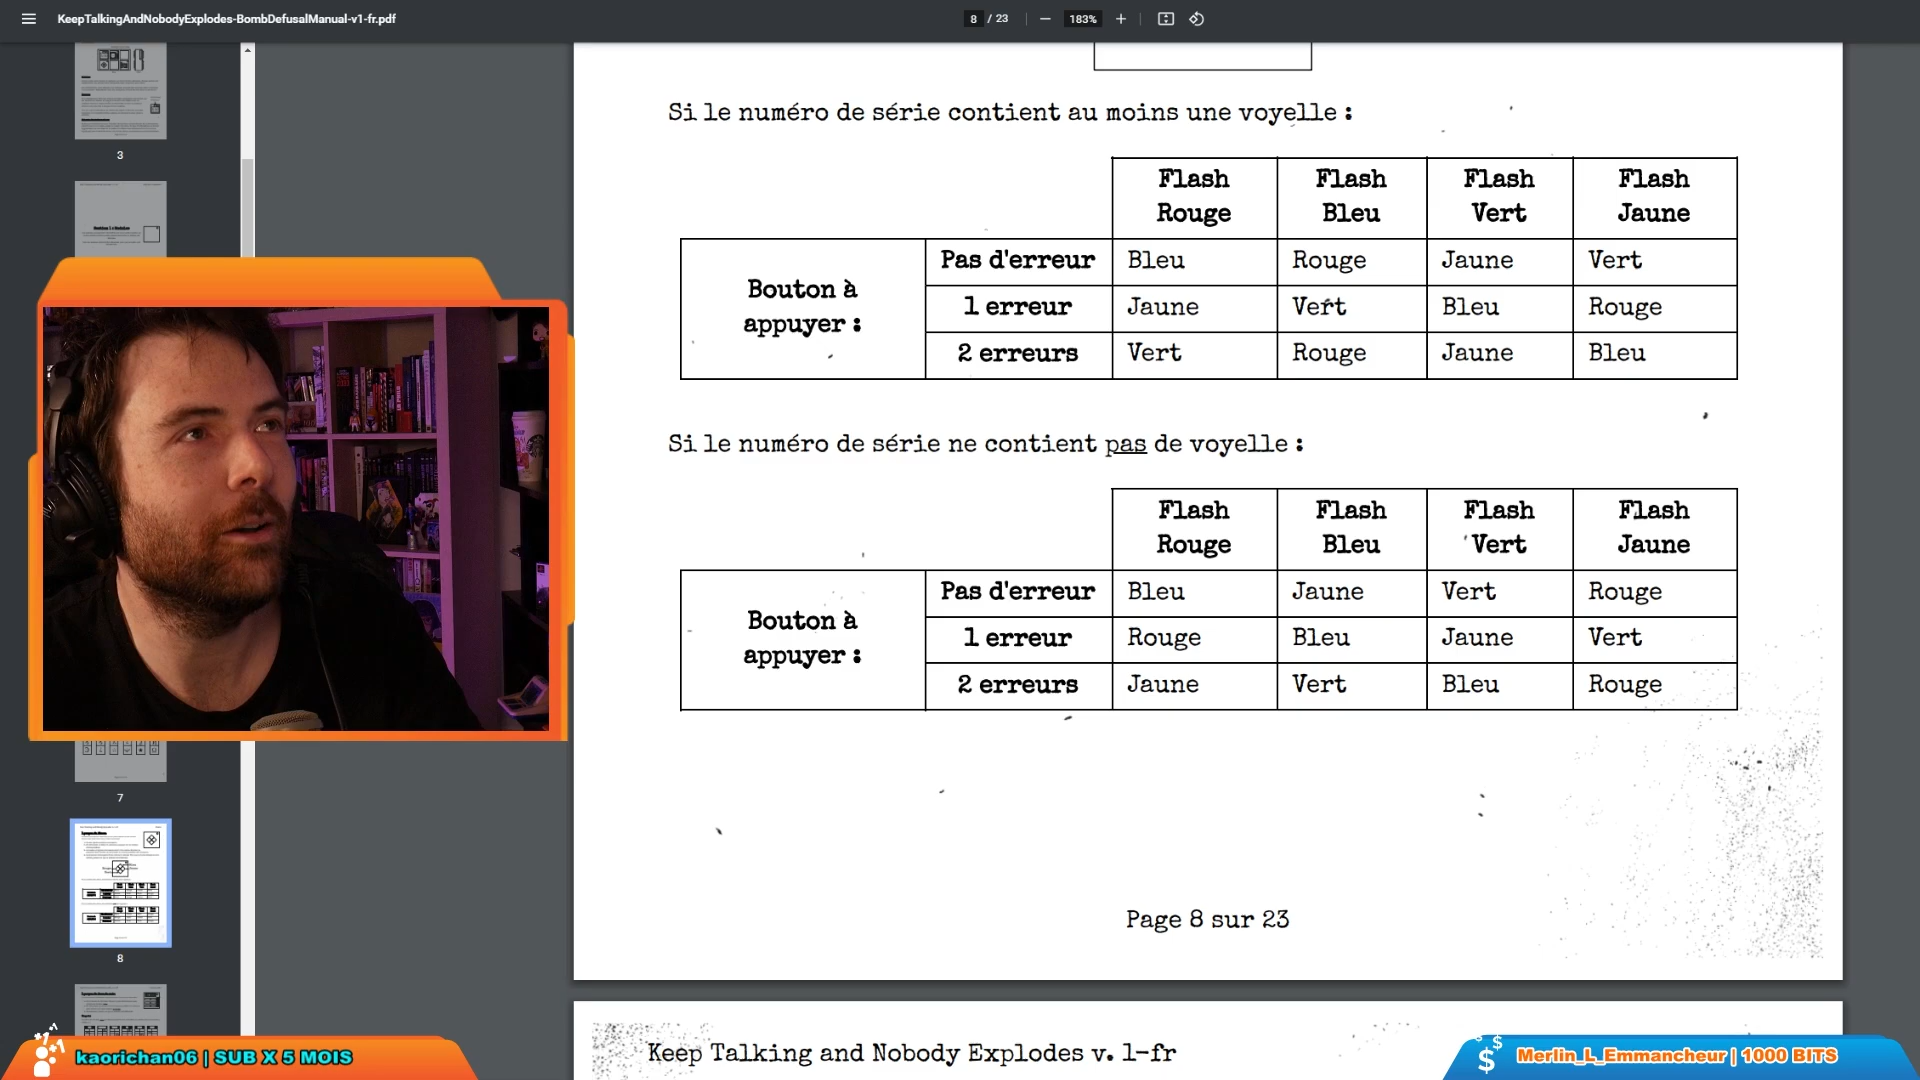 KeepTalkingAndNobodyExplodes-BombDefusalManual-v1-fr.pdf
8 / 23
183%
3
7
8
Si le numéro de série contient au moins une voyelle :
Flash Rouge
Flash Bleu
Flash Vert
Flash Jaune
Bouton à appuyer :
Pas d'erreur Bleu Rouge Jaune Vert
1 erreur Jaune Vert Bleu Rouge
2 erreurs Vert Rouge Jaune Bleu
Si le numéro de série ne contient pas de voyelle :
Flash Rouge
Flash Bleu
Flash Vert
Flash Jaune
Bouton à appuyer :
Pas d'erreur Bleu Jaune Vert Rouge
1 erreur Rouge Bleu Jaune Vert
2 erreurs Jaune Vert Bleu Rouge
Page 8 sur 23
Keep Talking and Nobody Explodes v. 1-fr
kaorichan06 | SUB X 5 MOIS
Merlin_L_Emmancheur | 1000 BITS